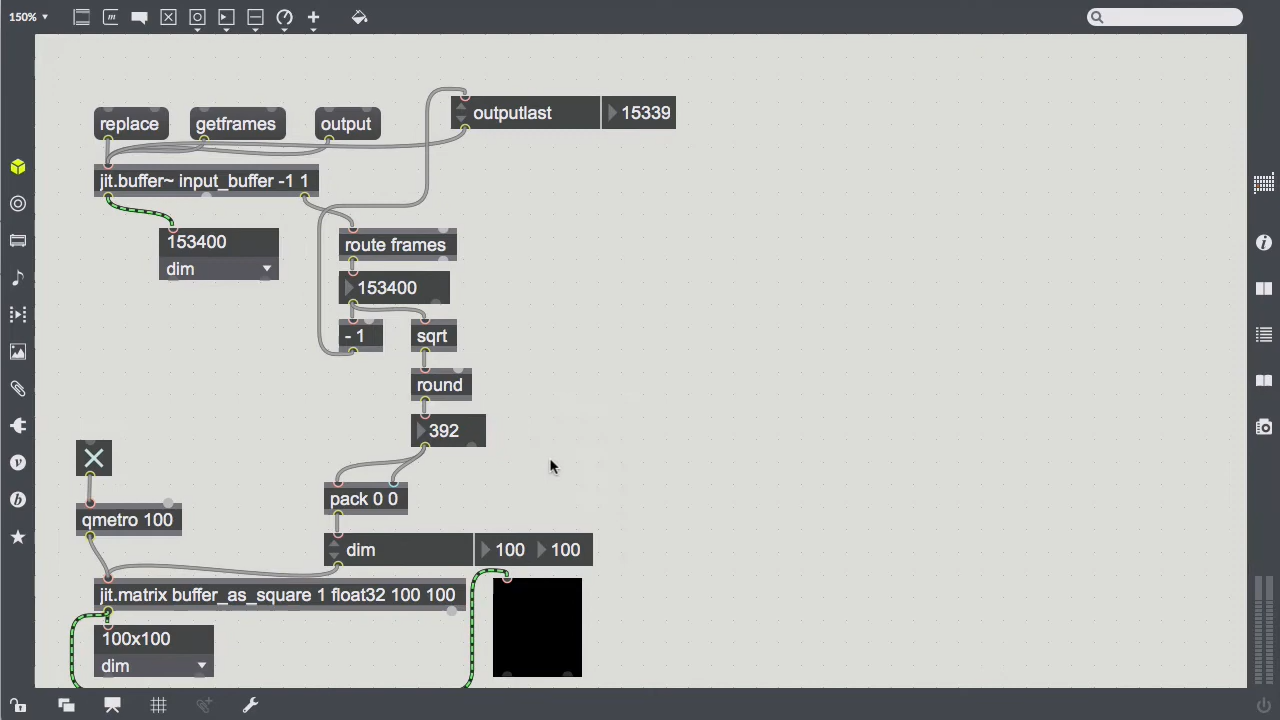 150%
replace getframes output outputlast 15339
jit.buffer~ input_buffer -1 1
153400
dim
route frames
153400
- 1 sqrt
round
392
pack 0 0
qmetro 100
dim 100 100
jit.matrix buffer_as_square 1 float32 100 100
100x100
dim